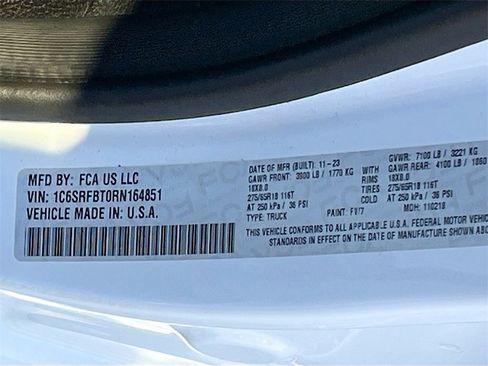 MFD BY: FCA US LLC
VIN: 1C6SRFBT0RN164851
VEHICLE MADE IN: U.S.A.
DATE OF MFR (BUILT): 11-23
GAWR FRONT: 3900 LB / 1770 KG
18X8.0
275/65R18 116T
AT 250 kPa / 36 PSI
TYPE: TRUCK
PAINT: PW7
MDH: 110218
GVWR: 7100 LB / 3221 KG
GAWR REAR: 4100 LB / 1860
WITH RIMS 18X8.0
TIRES 275/65R18 116T
COLD AT 250 kPa / 36 PSI
THIS VEHICLE CONFORMS TO ALL APPLICABLE U.S.A. FEDERAL MOTOR VEHIC
STANDARDS IN EFFECT ON THE DATE OF MANUFACTURE SHOWN ABO